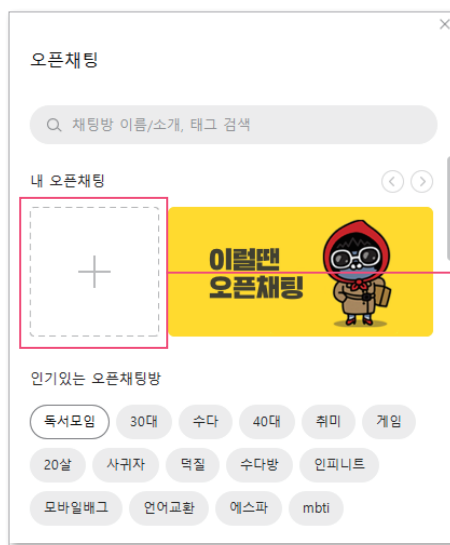 오픈채팅
채팅방 이름/소개, 태그 검색
내 오픈채팅
이럴땐
오픈채팅
인기있는 오픈채팅방
독서모임 30대 수다 40대 취미 게임
20살 사귀자 덕질 수다방 인피니트
모바일배그 언어교환 에스파 mbti